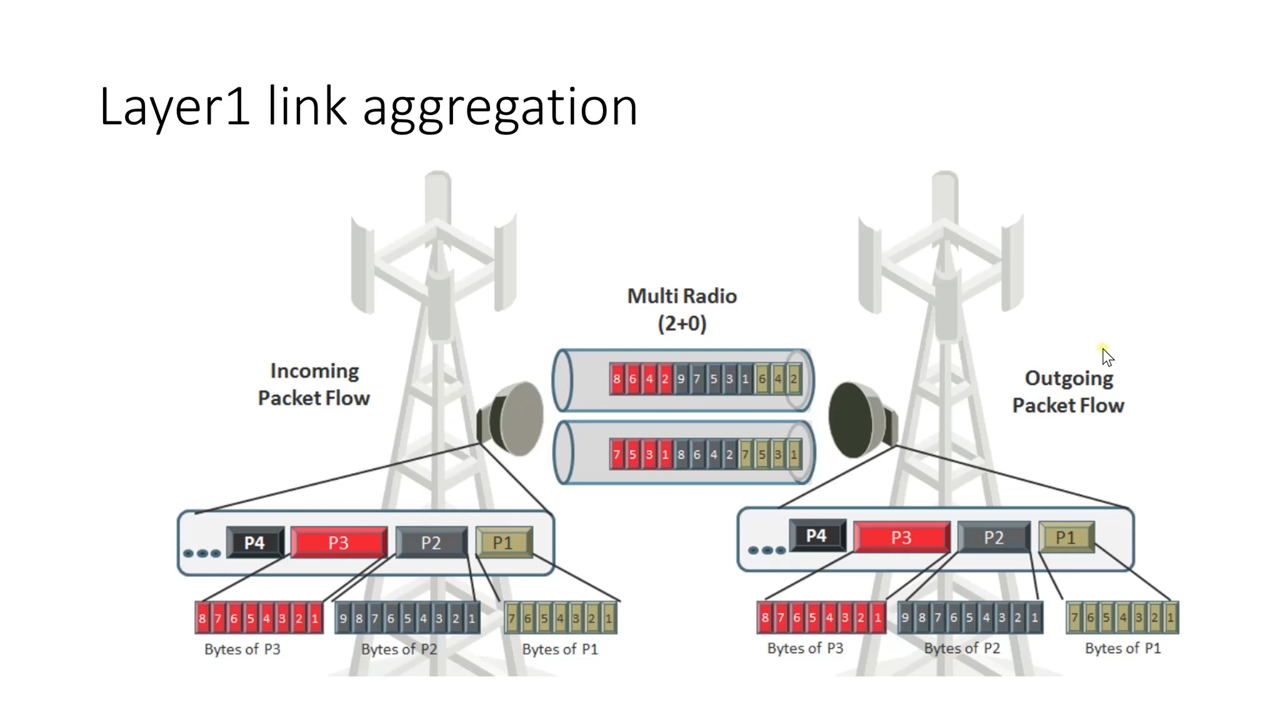 Layer1 link aggregation
Multi Radio
(2+0)
Incoming
Packet Flow
Outgoing
Packet Flow
8 6 4 2 9 7 5 3 1 6 4 2
7 5 3 1 8 6 4 2 7 5 3 1
P4 P3 P2 P1
8 7 6 5 4 3 2 1 9 8 7 6 5 4 3 2 1 7 6 5 4 3 2 1
Bytes of P3 Bytes of P2 Bytes of P1
P4 P3 P2 P1
8 7 6 5 4 3 2 1 9 8 7 6 5 4 3 2 1 7 6 5 4 3 2 1
Bytes of P3 Bytes of P2 Bytes of P1